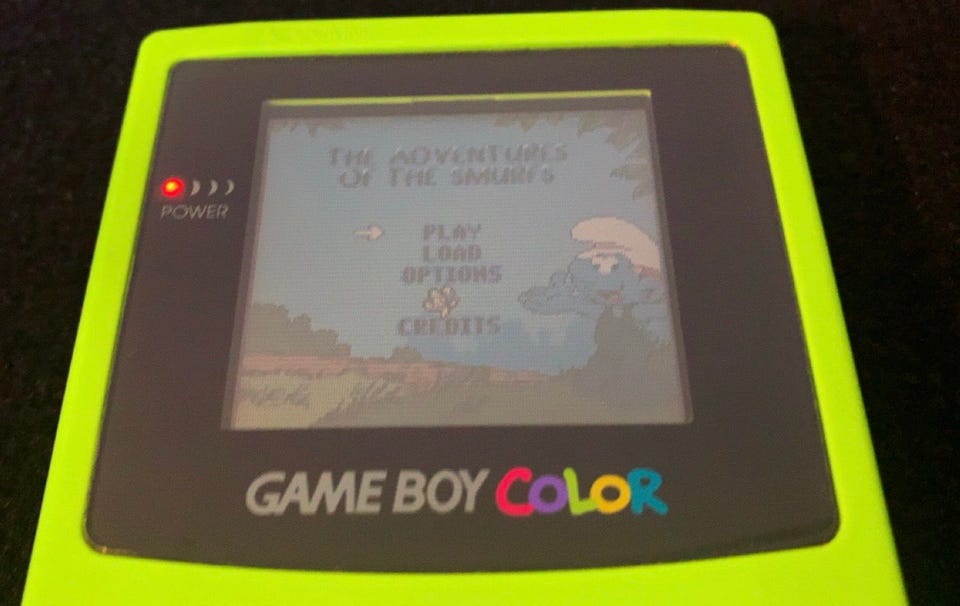 THE ADVENTURES
OF THE SMURFS
POWER
PLAY
LOAD
OPTIONS
CREDITS
GAME BOY COLOR